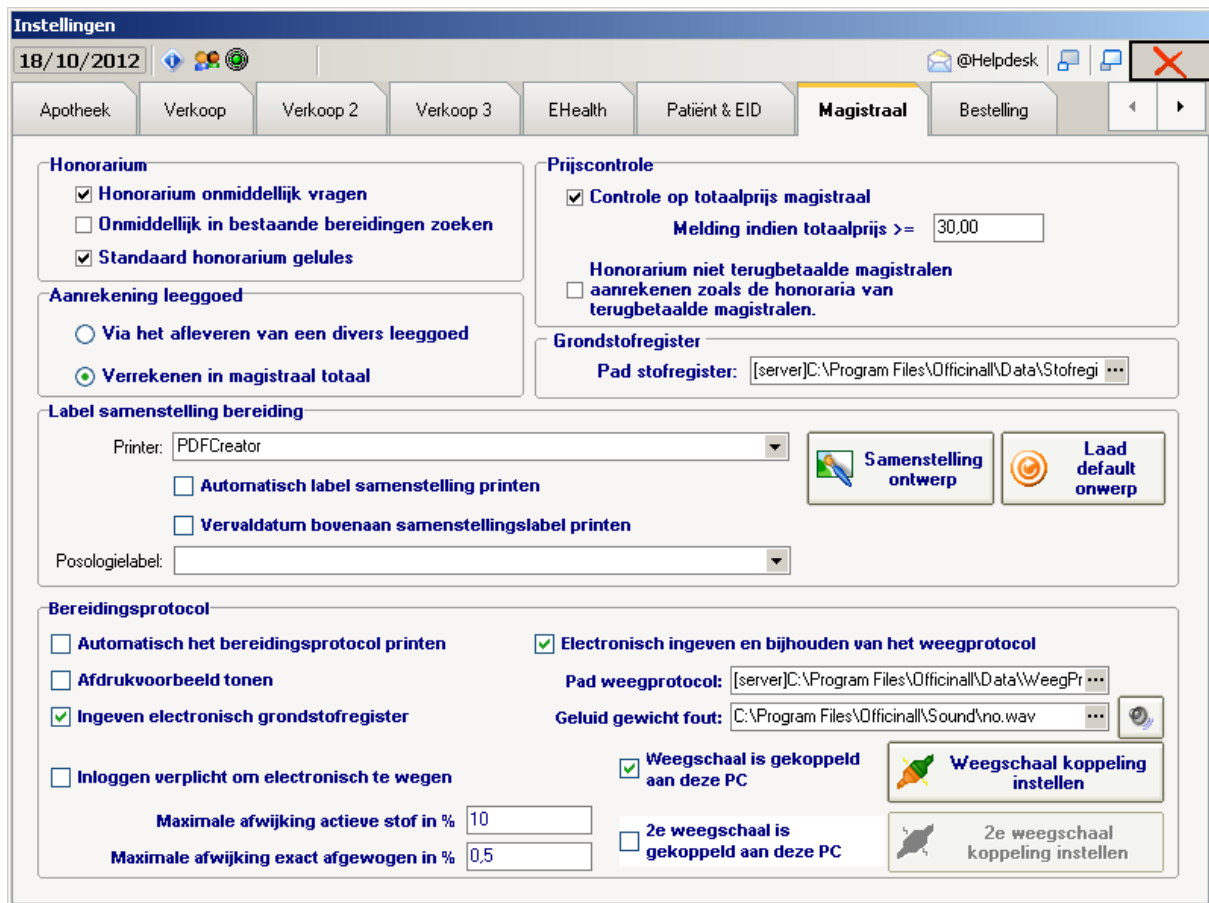 Instellingen
18/10/2012
@Helpdesk
Apotheek
Verkoop
Verkoop 2
Verkoop 3
EHealth
Patiënt & EID
Magistraal
Bestelling
Honorarium
Honorarium onmiddellijk vragen
Onmiddellijk in bestaande bereidingen zoeken
Standaard honorarium gelules
Aanrekening leeggoed
Via het afleveren van een divers leeggoed
Verrekenen in magistraal totaal
Prijscontrole
Controle op totaalprijs magistraal
Melding indien totaalprijs >= 30,00
Honorarium niet terugbetaalde magistralen
aanrekenen zoals de honoraria van
terugbetaalde magistralen.
Grondstofregister
Pad stofregister: [server]C:\Program Files\Officinall\Data\Stofregi ...
Label samenstelling bereiding
Printer: PDFCreator
Automatisch label samenstelling printen
Vervaldatum bovenaan samenstellingslabel printen
Posologielabel:
Samenstelling
ontwerp
Laad
default
onwerp
Bereidingsprotocol
Automatisch het bereidingsprotocol printen
Afdrukvoorbeeld tonen
Ingeven electronisch grondstofregister
Inloggen verplicht om electronisch te wegen
Maximale afwijking actieve stof in % 10
Maximale afwijking exact afgewogen in % 0,5
Electronisch ingeven en bijhouden van het weegprotocol
Pad weegprotocol: [server]C:\Program Files\Officinall\Data\WeegPr ...
Geluid gewicht fout: C:\Program Files\Officinall\Sound\no.wav ...
Weegschaal is gekoppeld
aan deze PC
Weegschaal koppeling
instellen
2e weegschaal is
gekoppeld aan deze PC
2e weegschaal
koppeling instellen